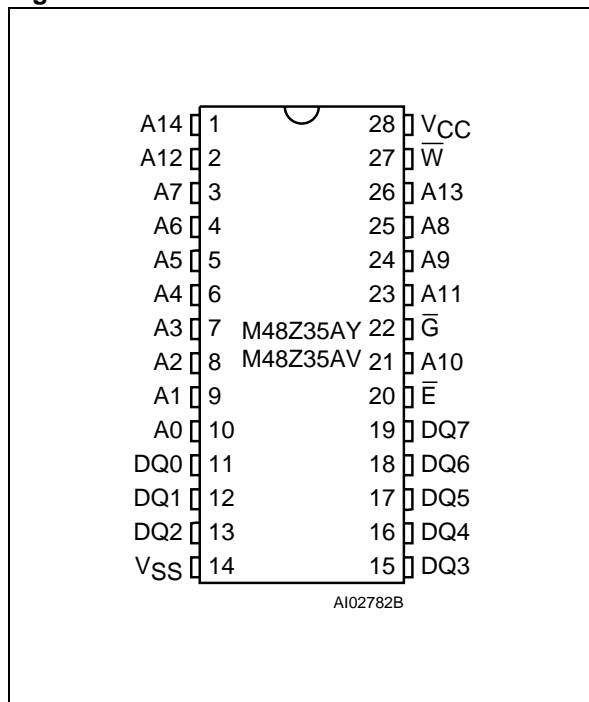 A14 1 28 VCC
A12 2 27 W̅
A7 3 26 A13
A6 4 25 A8
A5 5 24 A9
A4 6 23 A11
A3 7 M48Z35AY 22 G̅
A2 8 M48Z35AV 21 A10
A1 9 20 E̅
A0 10 19 DQ7
DQ0 11 18 DQ6
DQ1 12 17 DQ5
DQ2 13 16 DQ4
VSS 14 15 DQ3
AI02782B